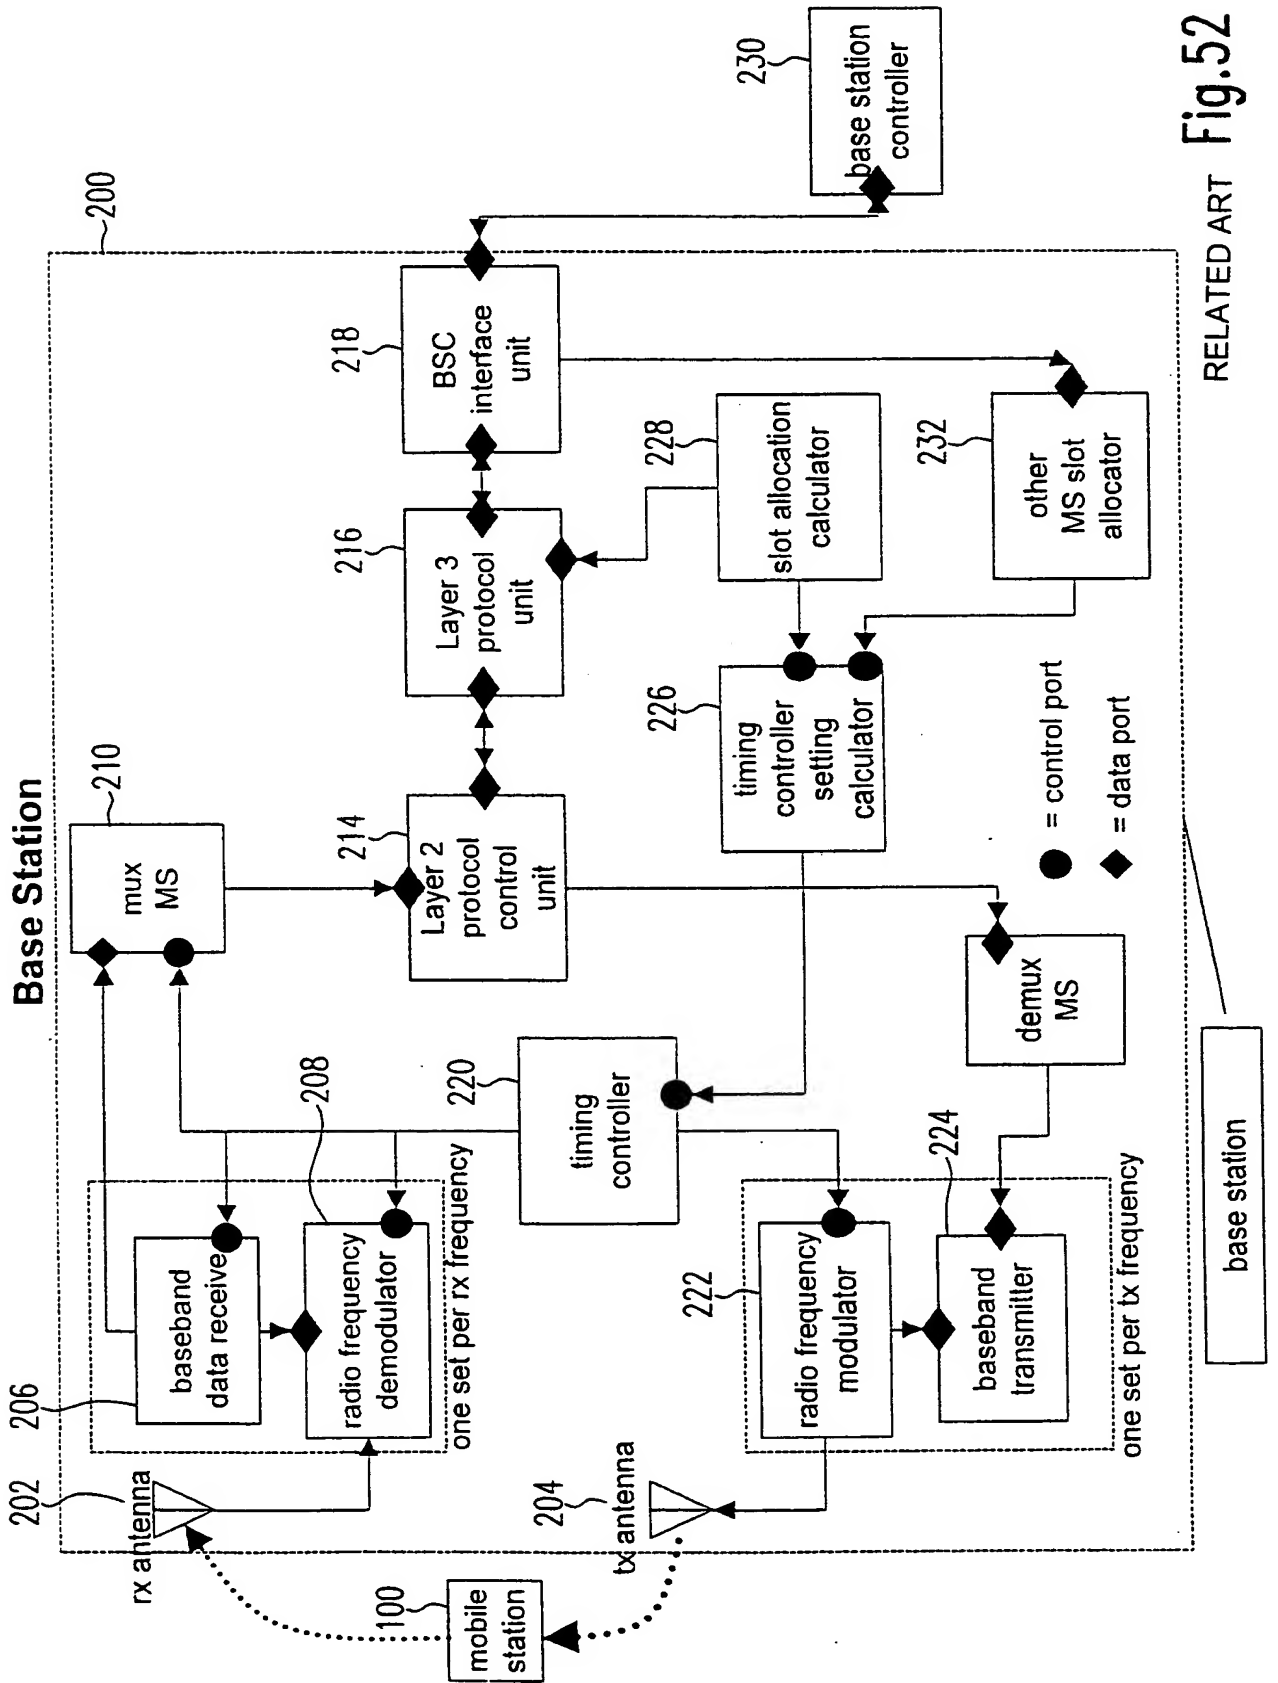 Base Station
200
202
rx antenna
206
baseband
data receive
208
radio frequency
demodulator
one set per rx frequency
210
mux
MS
214
Layer 2
protocol
control
unit
216
Layer 3
protocol
unit
218
BSC
interface
unit
230
base station
controller
100
mobile
station
204
tx antenna
220
timing
controller
222
radio frequency
modulator
224
baseband
transmitter
one set per tx frequency
demux
MS
226
timing
controller
setting
calculator
228
slot allocation
calculator
232
other
MS slot
allocator
= control port
= data port
base station
RELATED ART Fig.52